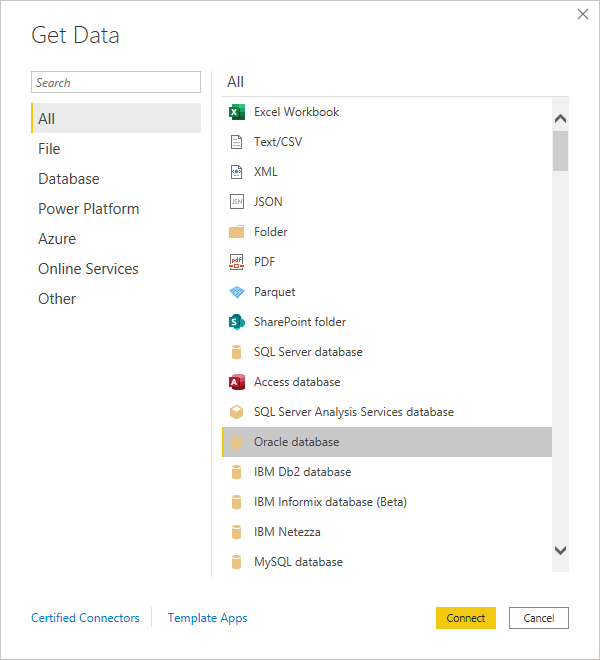 Get Data
Search
All
File
Database
Power Platform
Azure
Online Services
Other
All
Excel Workbook
Text/CSV
XML
JSN JSON
Folder
pdf PDF
Parquet
SharePoint folder
SQL Server database
Access database
SQL Server Analysis Services database
Oracle database
IBM Db2 database
IBM Informix database (Beta)
IBM Netezza
MySQL database
Certified Connectors
Template Apps
Connect
Cancel